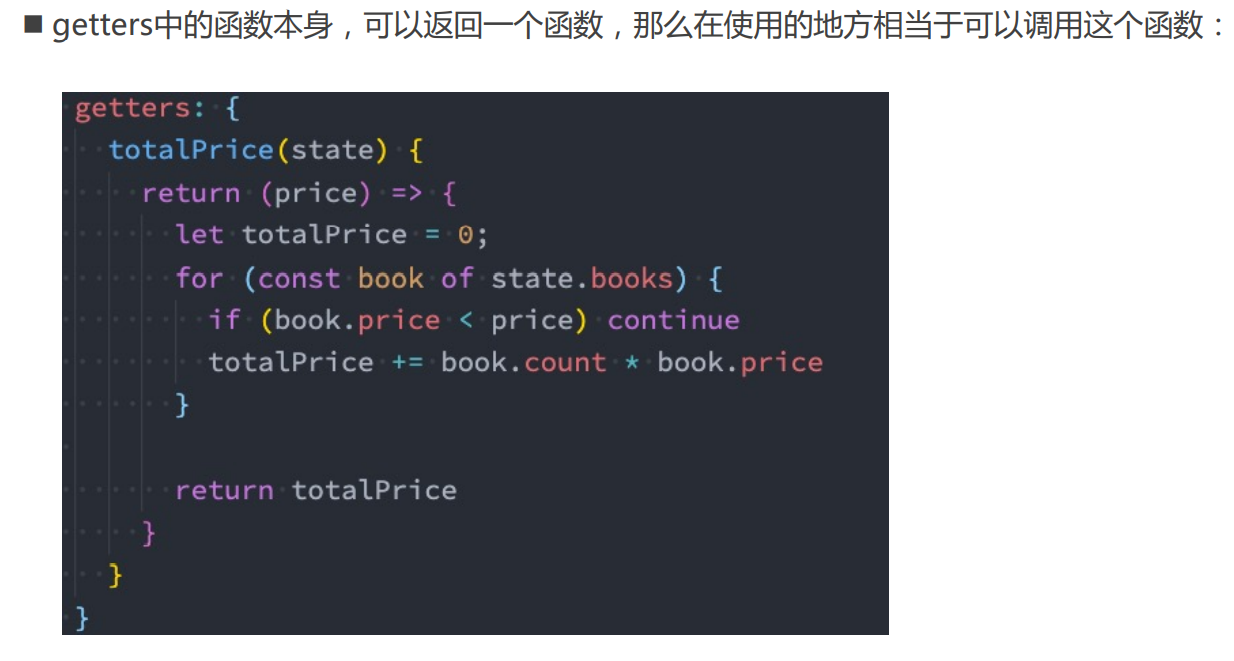 ■ getters中的函数本身，可以返回一个函数，那么在使用的地方相当于可以调用这个函数：
getters: {
totalPrice(state) {
return (price) => {
let totalPrice = 0;
for (const book of state.books) {
if (book.price < price) continue
totalPrice += book.count * book.price
}
return totalPrice
}
}
}